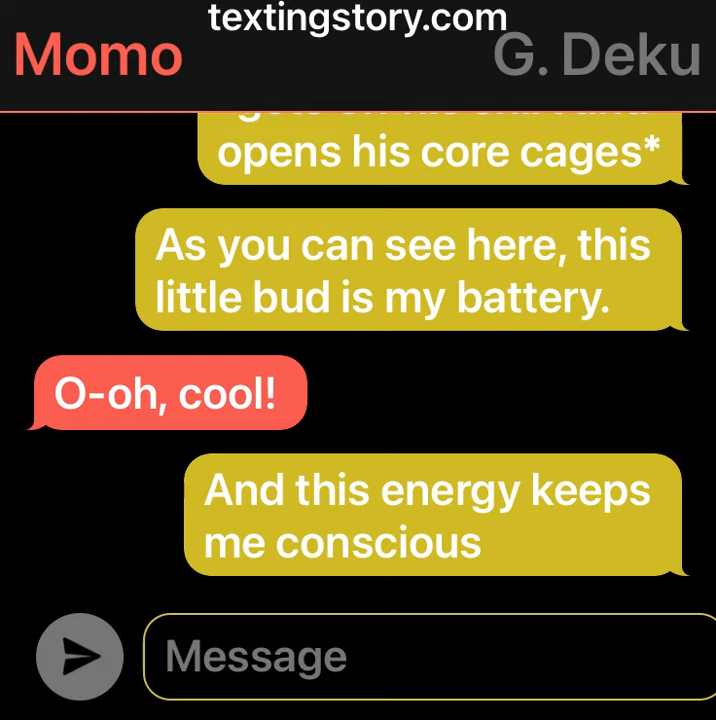 textingstory.com
Momo
G. Deku
opens his core cages*
As you can see here, this
little bud is my battery.
O-oh, cool!
And this energy keeps
me conscious
Message